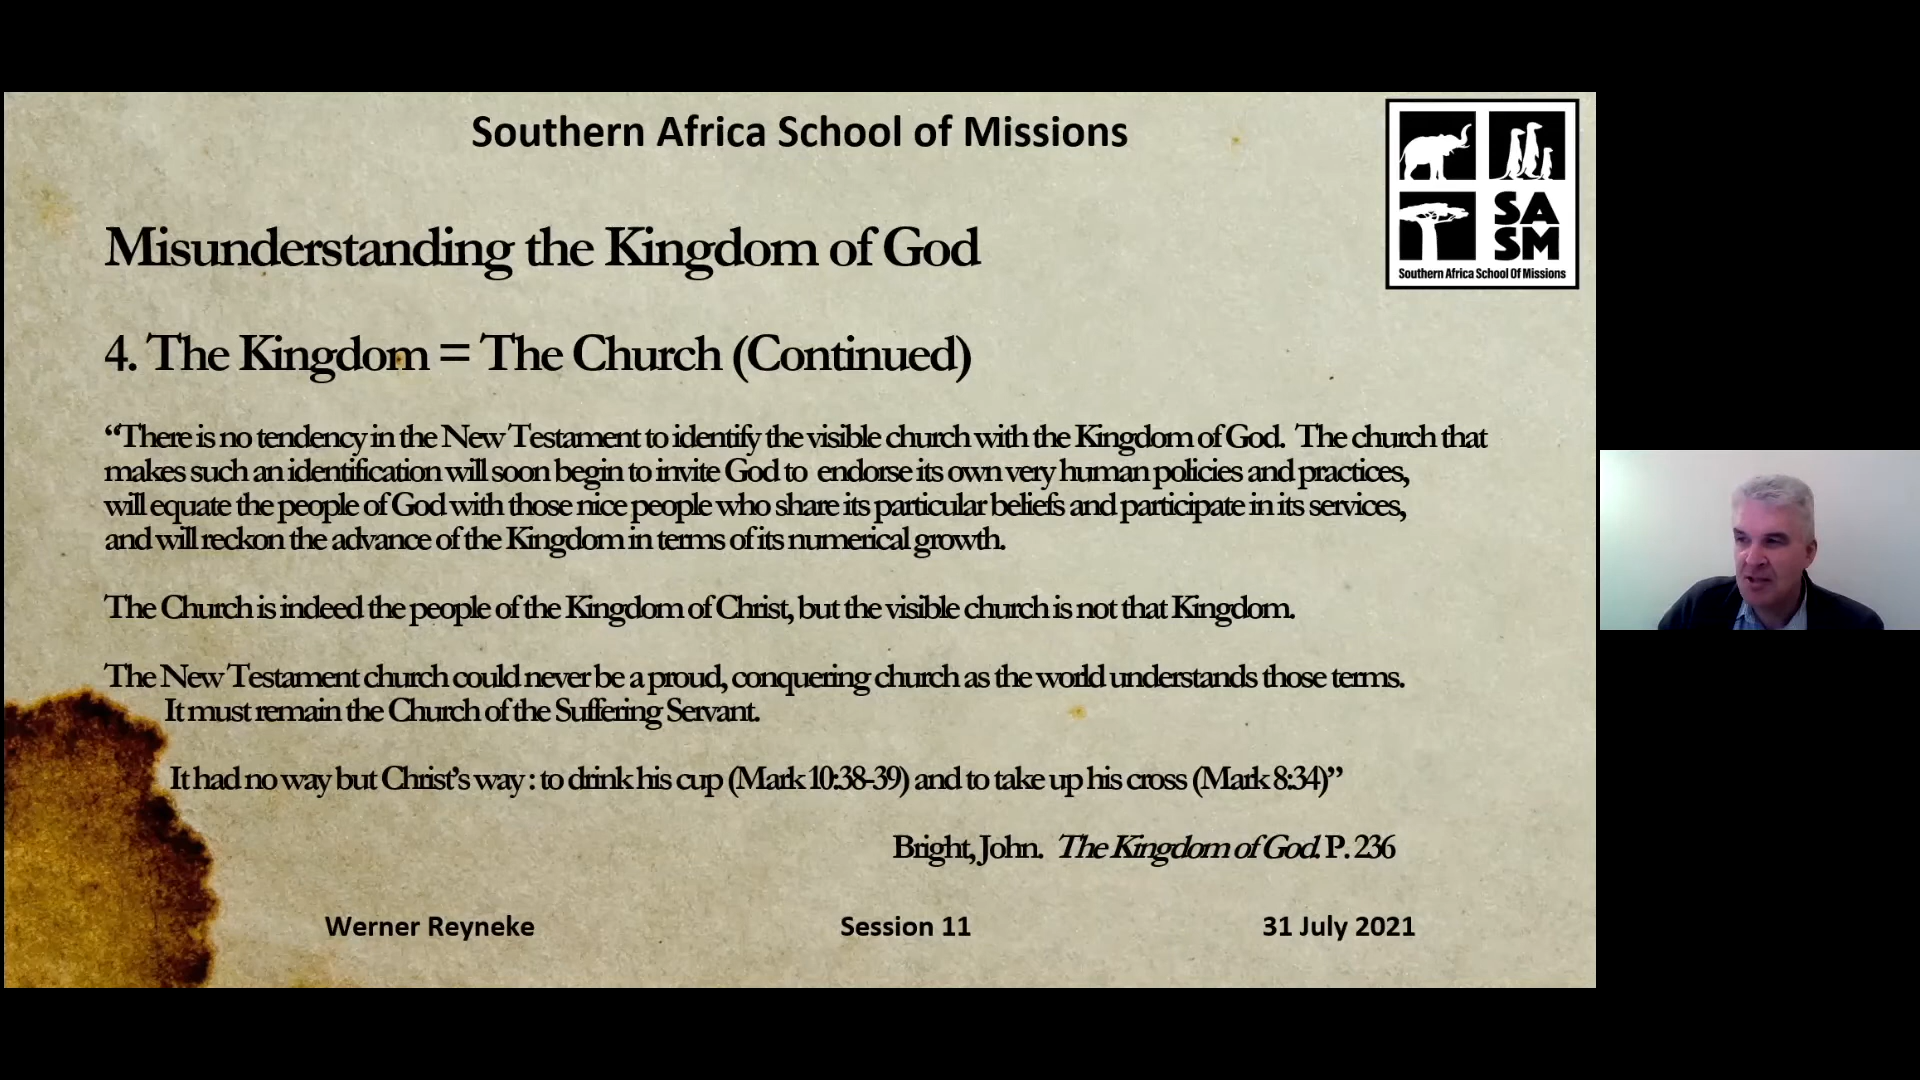 Southern Africa School of Missions
SA
SM
Southern Africa School Of Missions
Misunderstanding the Kingdom of God
4. The Kingdom = The Church (Continued)
“There is no tendency in the New Testament to identify the visible church with the Kingdom of God. The church that
makes such an identification will soon begin to invite God to endorse its own very human policies and practices,
will equate the people of God with those nice people who share its particular beliefs and participate in its services,
and will reckon the advance of the Kingdom in terms of its numerical growth.
The Church is indeed the people of the Kingdom of Christ, but the visible church is not that Kingdom.
The New Testament church could never be a proud, conquering church as the world understands those terms.
It must remain the Church of the Suffering Servant.
It had no way but Christ’s way : to drink his cup (Mark 10:38-39) and to take up his cross (Mark 8:34)”
Bright, John. The Kingdom of God. P. 236
Werner Reyneke Session 11 31 July 2021